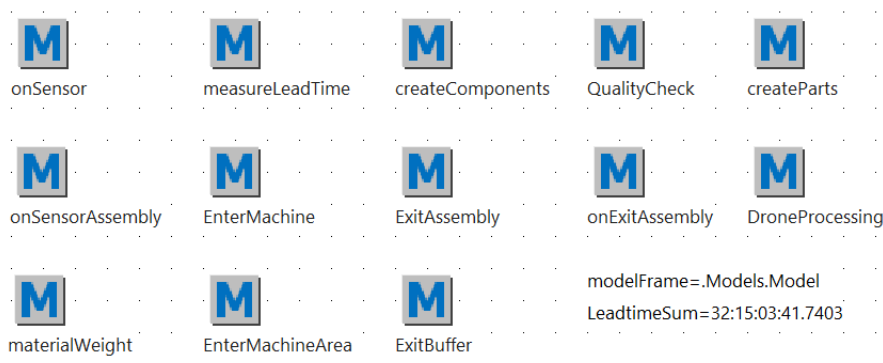 M M M M M
onSensor measureLeadTime createComponents QualityCheck createParts
M M M M M
onSensorAssembly EnterMachine ExitAssembly onExitAssembly DroneProcessing
M M M modelFrame=.Models.Model
LeadtimeSum=32:15:03:41.7403
materialWeight EnterMachineArea ExitBuffer